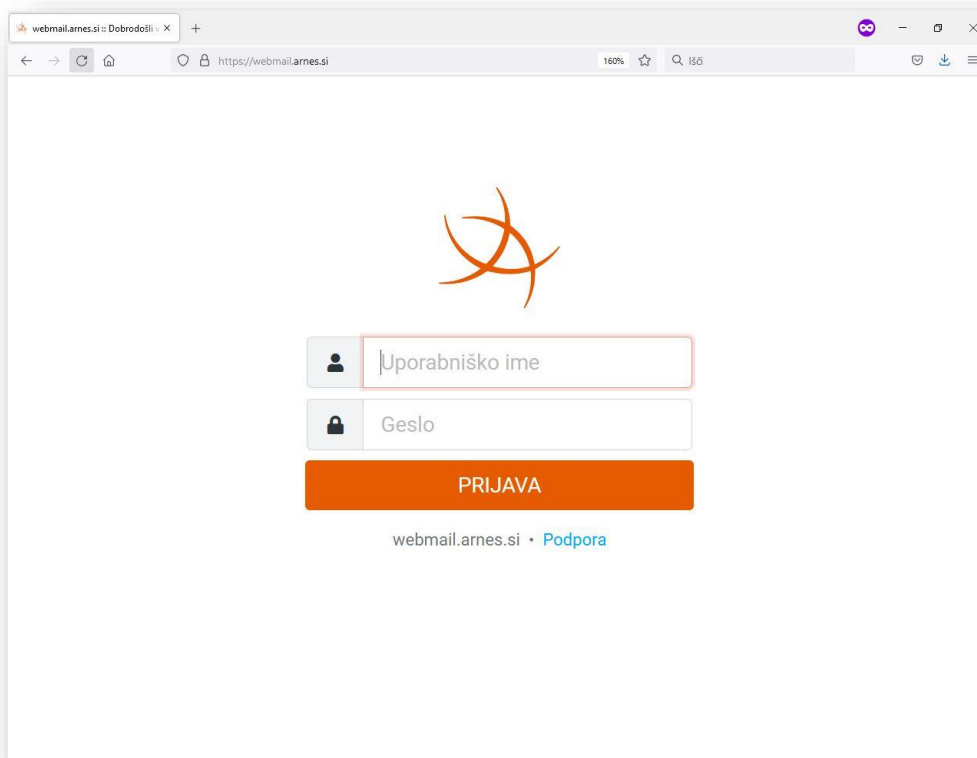 webmail.arnes.si :: Dobrodošli v
https://webmail.arnes.si
160%
Išči
Uporabniško ime
Geslo
PRIJAVA
webmail.arnes.si • Podpora